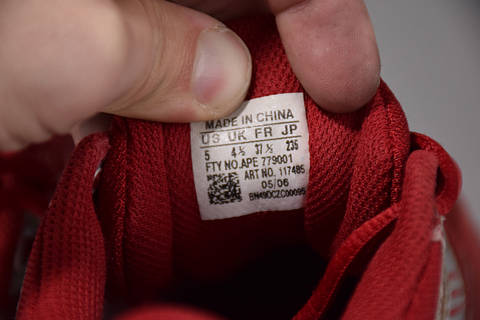 MADE IN CHINA
US UK FR JP
5 4½ 37⅓ 235
FTY NO.APE 779001
ART NO. 117485
05/06
BN49OCZC00095